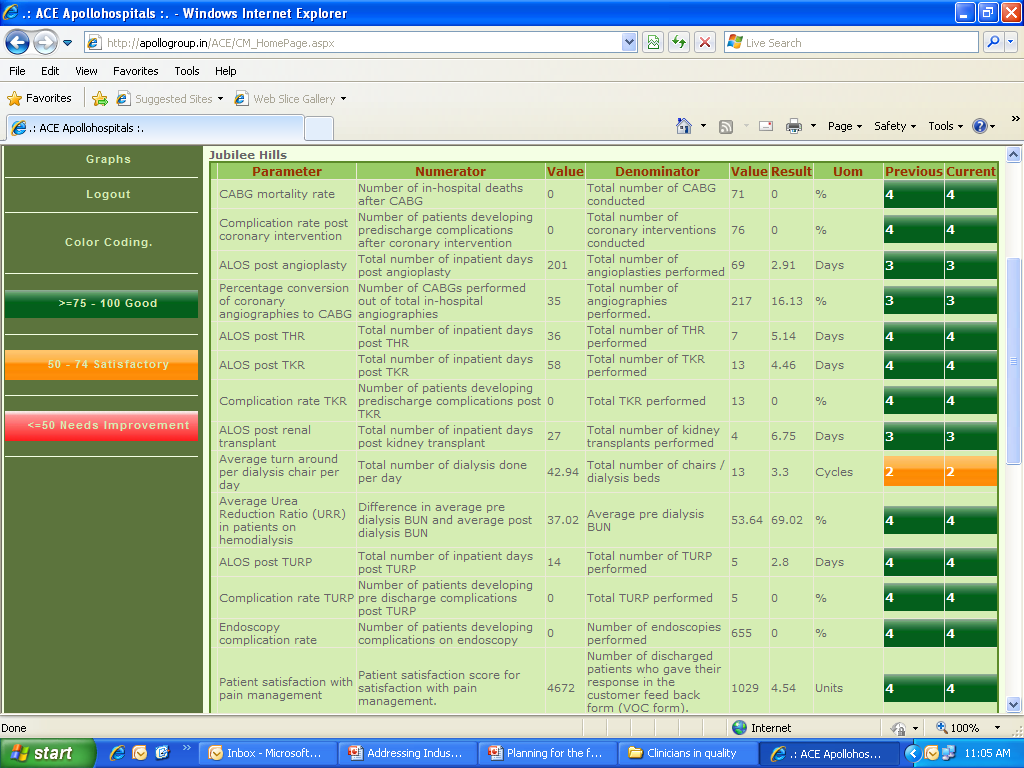 .: ACE Apollohospitals :. - Windows Internet Explorer
http://apollogroup.in/ACE/CM_HomePage.aspx
Live Search
File Edit View Favorites Tools Help
Favorites Suggested Sites Web Slice Gallery
.: ACE Apollohospitals :.
Page Safety Tools
Graphs
Logout
Color Coding.
>=75 - 100 Good
50 - 74 Satisfactory
<=50 Needs Improvement
Jubilee Hills
Parameter Numerator Value Denominator Value Result Uom Previous Current
CABG mortality rate
Number of in-hospital deaths
after CABG
0
Total number of CABG
conducted
71 0 % 4 4
Complication rate post
coronary intervention
Number of patients developing
predischarge complications
after coronary intervention
0
Total number of
coronary interventions
conducted
76 0 % 4 4
ALOS post angioplasty
Total number of inpatient days
post angioplasty
201
Total number of
angioplasties performed
69 2.91 Days 3 3
Percentage conversion
of coronary
angiographies to CABG
Number of CABGs performed
out of total in-hospital
angiographies
35
Total number of
angiographies
performed.
217 16.13 % 3 3
ALOS post THR
Total number of inpatient days
post THR
36
Total number of THR
performed
7 5.14 Days 4 4
ALOS post TKR
Total number of inpatient days
post TKR
58
Total number of TKR
performed
13 4.46 Days 4 4
Complication rate TKR
Number of patients developing
predischarge complications post
TKR
0
Total TKR performed
13 0 % 4 4
ALOS post renal
transplant
Total number of inpatient days
post kidney transplant
27
Total number of kidney
transplants performed
4 6.75 Days 3 3
Average turn around
per dialysis chair per
day
Total number of dialysis done
per day
42.94
Total number of chairs /
dialysis beds
13 3.3 Cycles 2 2
Average Urea
Reduction Ratio (URR)
in patients on
hemodialysis
Difference in average pre
dialysis BUN and average post
dialysis BUN
37.02
Average pre dialysis
BUN
53.64 69.02 % 4 4
ALOS post TURP
Total number of inpatient days
post TURP
14
Total number of TURP
performed
5 2.8 Days 4 4
Complication rate TURP
Number of patients developing
pre discharge complications
post TURP
0
Total TURP performed
5 0 % 4 4
Endoscopy
complication rate
Number of patients developing
complications on endoscopy
0
Number of endoscopies
performed
655 0 % 4 4
Patient satisfaction with
pain management
Patient satisfaction score for
satisfaction with pain
management.
4672
Number of discharged
patients who gave their
response in the
customer feed back
form (VOC form).
1029 4.54 Units 4 4
Done Internet 100%
start Inbox - Microsoft... Addressing Indus... Planning for the f... Clinicians in quality .: ACE Apollohos... 11:05 AM